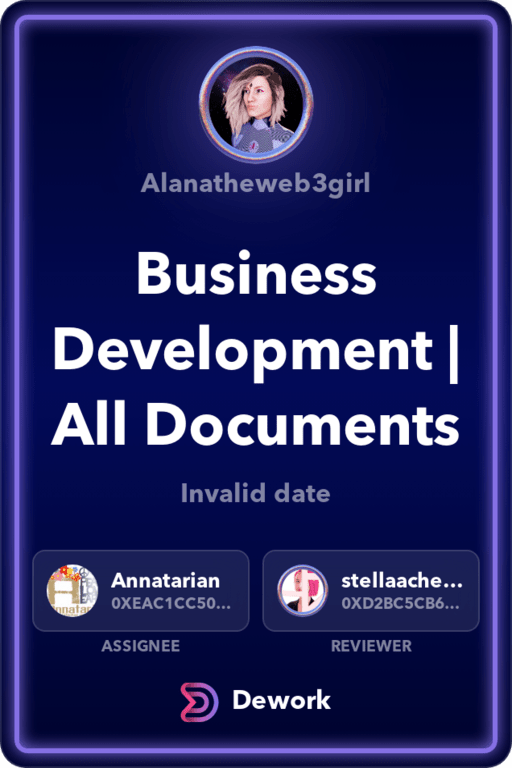 Alanatheweb3girl
Business
Development |
All Documents
Invalid date
Annatarian
0XEAC1CC50...
ASSIGNEE
stellaache...
0XD2BC5CB6...
REVIEWER
Dework